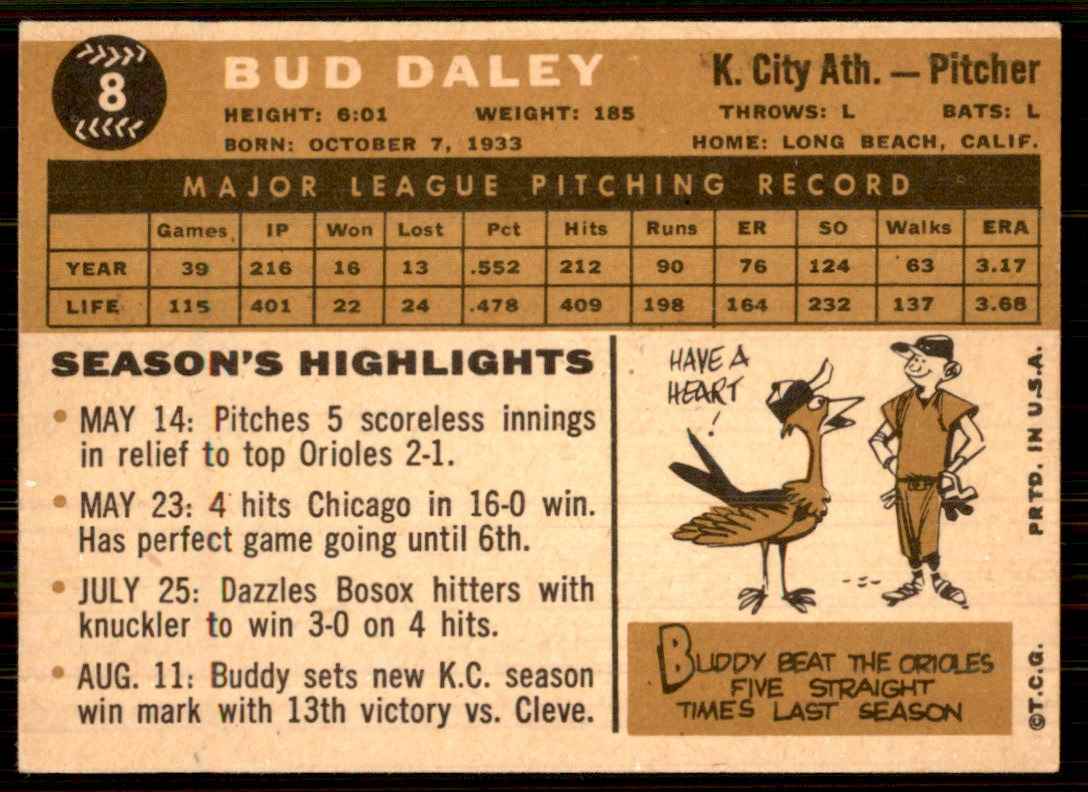 8
BUD DALEY
K. City Ath. — Pitcher
HEIGHT: 6:01 WEIGHT: 185 THROWS: L BATS: L
BORN: OCTOBER 7, 1933 HOME: LONG BEACH, CALIF.
MAJOR LEAGUE PITCHING RECORD
Games IP Won Lost Pct Hits Runs ER SO Walks ERA
YEAR 39 216 16 13 .552 212 90 76 124 63 3.17
LIFE 115 401 22 24 .478 409 198 164 232 137 3.68
SEASON'S HIGHLIGHTS
• MAY 14: Pitches 5 scoreless innings
in relief to top Orioles 2-1.
• MAY 23: 4 hits Chicago in 16-0 win.
Has perfect game going until 6th.
• JULY 25: Dazzles Bosox hitters with
knuckler to win 3-0 on 4 hits.
• AUG. 11: Buddy sets new K.C. season
win mark with 13th victory vs. Cleve.
HAVE A
HEART
!
BUDDY BEAT THE ORIOLES
FIVE STRAIGHT
TIMES LAST SEASON
©T.C.G. PRTD. IN U.S.A.